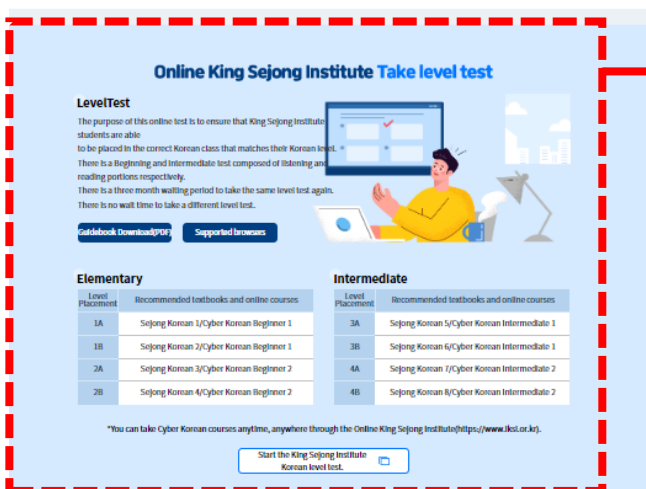 Online King Sejong Institute Take level test
LevelTest
The purpose of this online test is to ensure that King Sejong Institute
students are able
to be placed in the correct Korean class that matches their Korean level.
There is a Beginning and Intermediate test composed of listening and
reading portions respectively.
There is a three month waiting period to take the same level test again.
There is no wait time to take a different level test.
Guidebook Download(PDF) Supported browsers
Elementary
Level Placement Recommended textbooks and online courses
1A Sejong Korean 1/Cyber Korean Beginner 1
1B Sejong Korean 2/Cyber Korean Beginner 1
2A Sejong Korean 3/Cyber Korean Beginner 2
2B Sejong Korean 4/Cyber Korean Beginner 2
Intermediate
Level Placement Recommended textbooks and online courses
3A Sejong Korean 5/Cyber Korean Intermediate 1
3B Sejong Korean 6/Cyber Korean Intermediate 1
4A Sejong Korean 7/Cyber Korean Intermediate 2
4B Sejong Korean 8/Cyber Korean Intermediate 2
*You can take Cyber Korean courses anytime, anywhere through the Online King Sejong Institute(https://www.iksi.or.kr).
Start the King Sejong Institute
Korean level test.